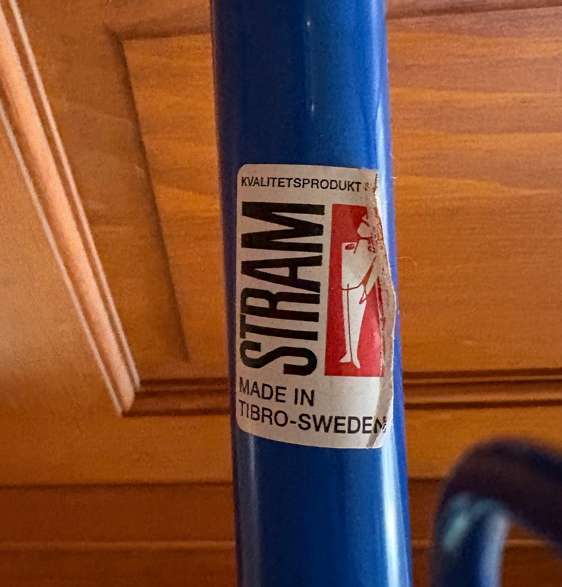 KVALITETSPRODUKT
STRAM
MADE IN
TIBRO-SWEDEN